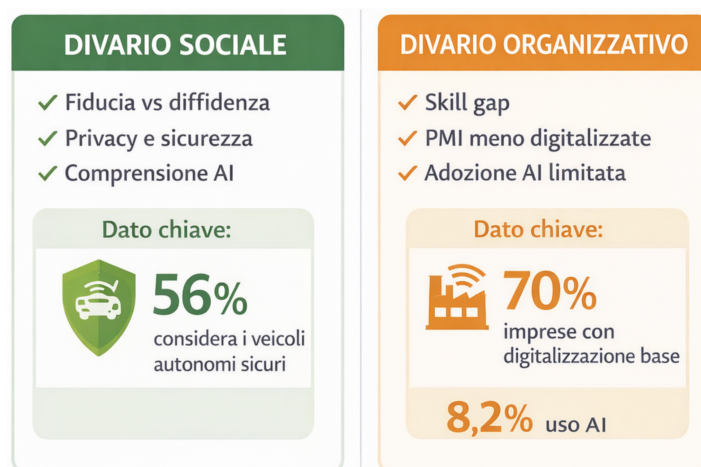 DIVARIO SOCIALE
Fiducia vs diffidenza
Privacy e sicurezza
Comprensione AI
Dato chiave:
56%
considera i veicoli
autonomi sicuri
DIVARIO ORGANIZZATIVO
Skill gap
PMI meno digitalizzate
Adozione AI limitata
Dato chiave:
70%
imprese con
digitalizzazione base
8,2% uso AI